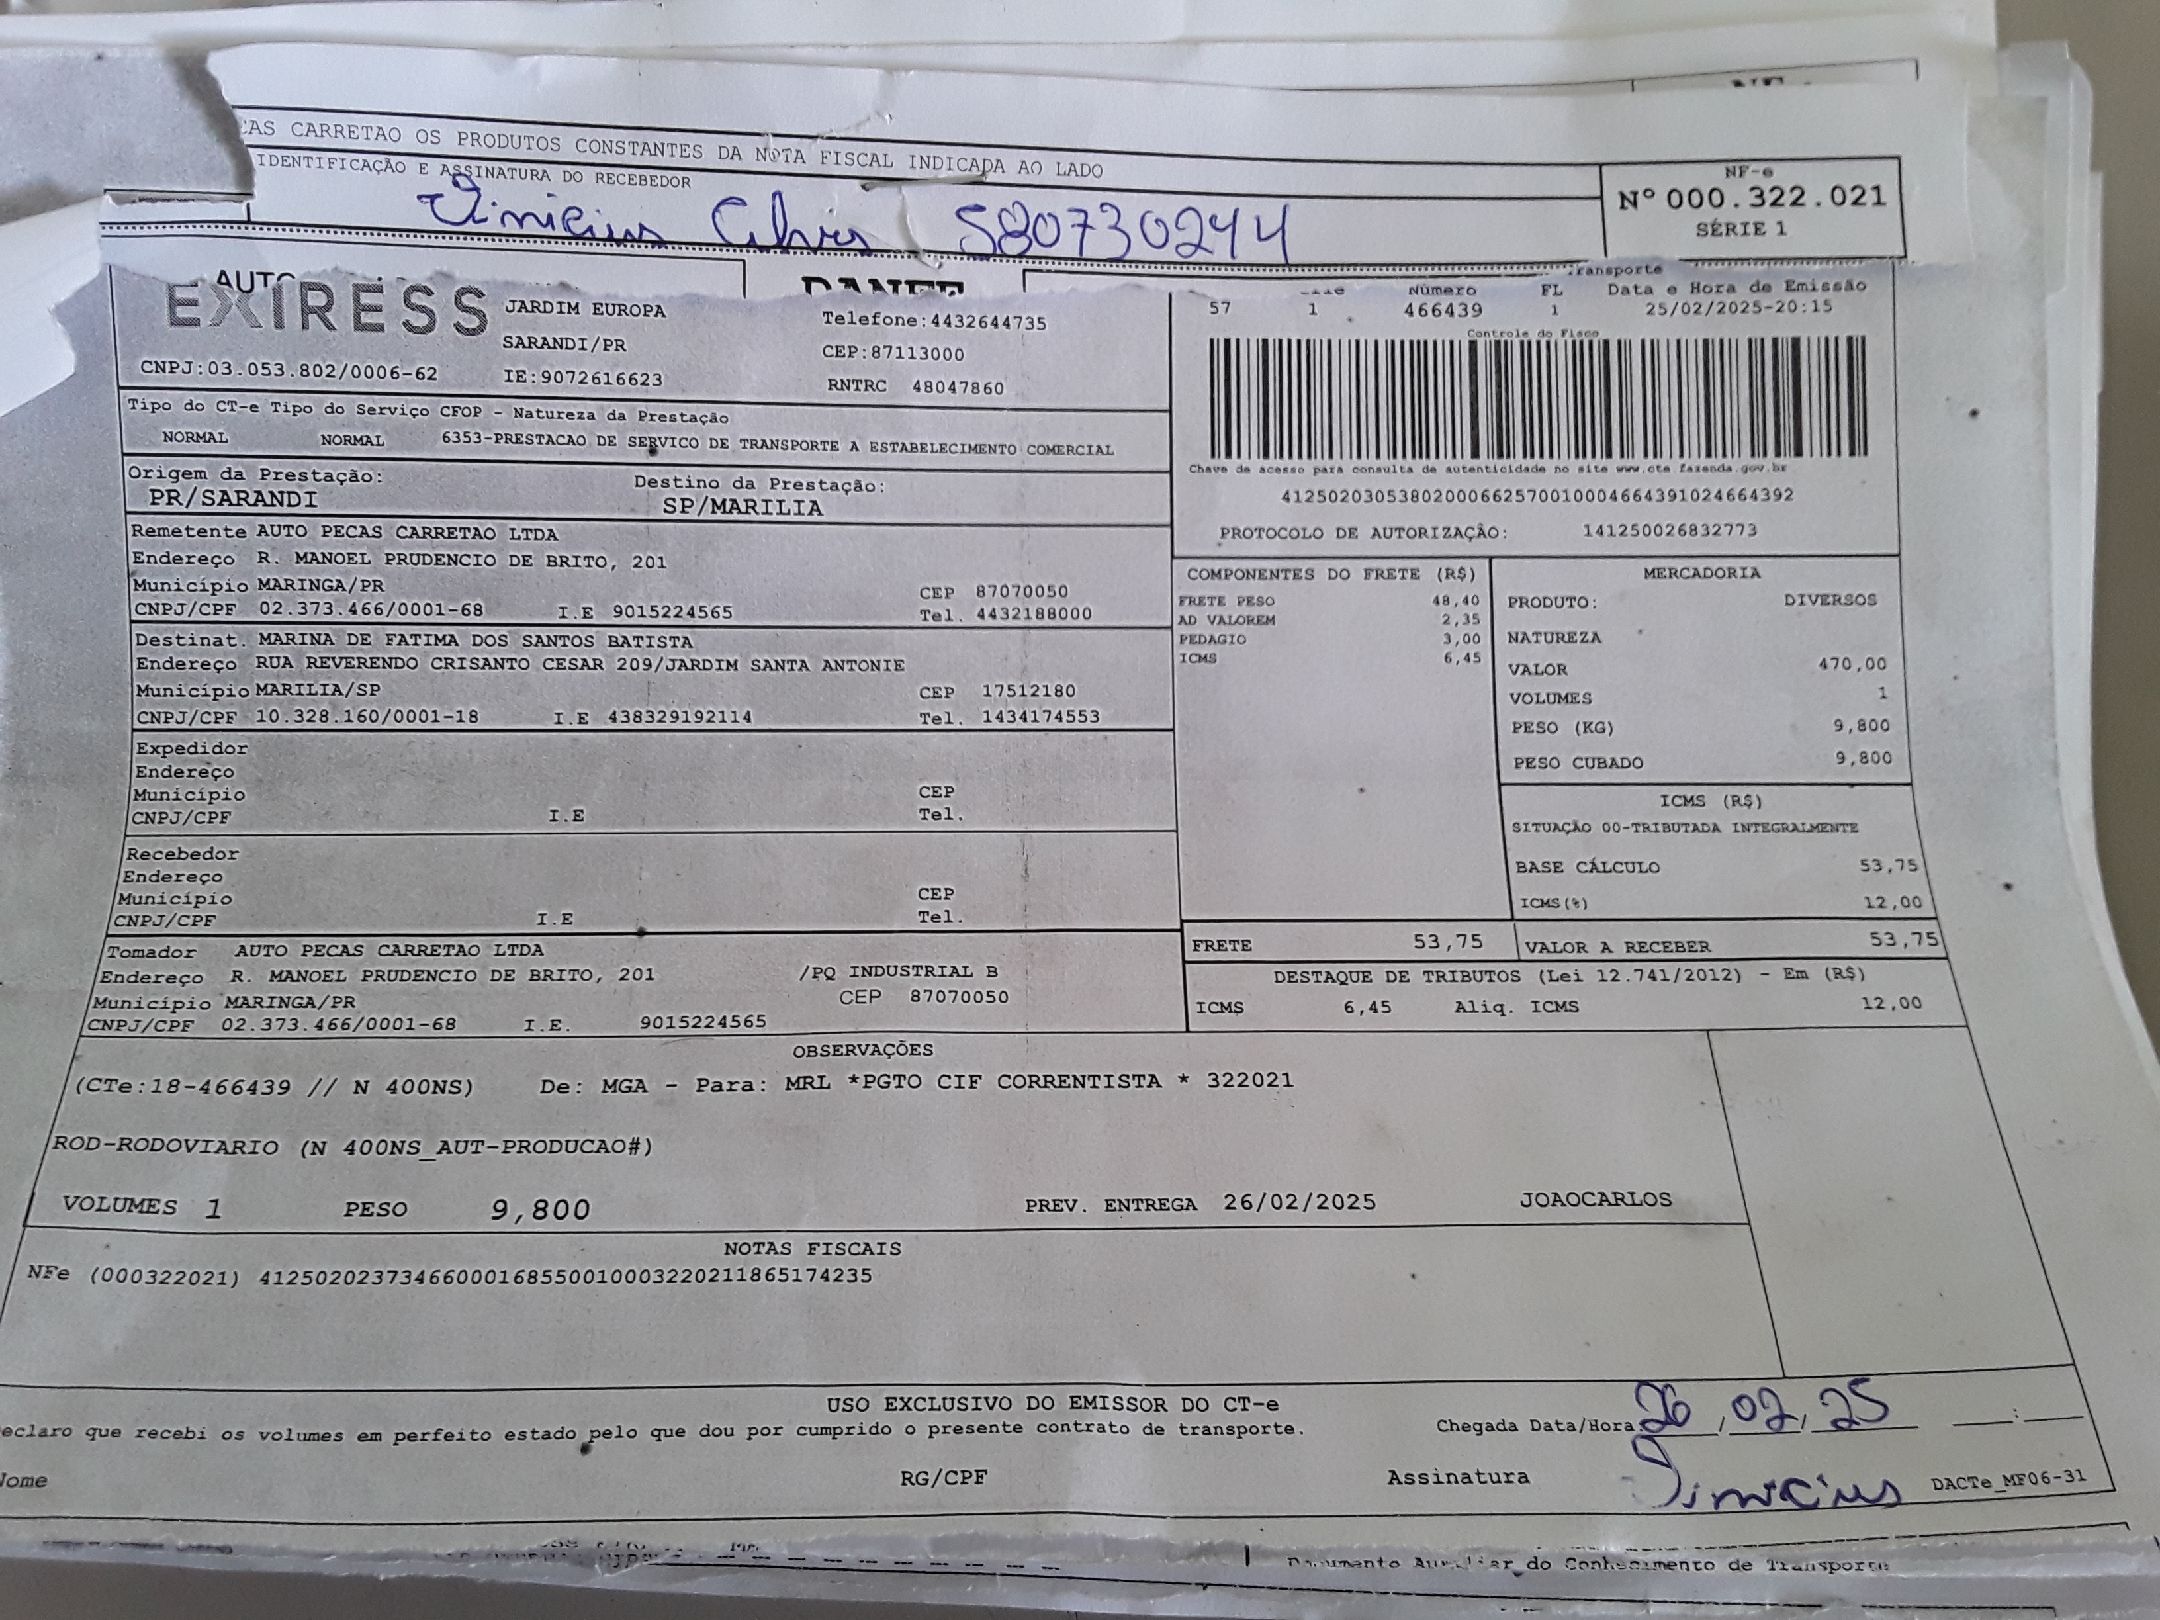 CAS CARRETAO OS PRODUTOS CONSTANTES DA NOTA FISCAL INDICADA AO LADO
IDENTIFICAÇÃO E ASSINATURA DO RECEBEDOR
Vinicius 580730244
NF-e
Nº 000.322.021
SÉRIE 1
AUTO
DANFE
EXPRESS
JARDIM EUROPA
SARANDI/PR
CNPJ:03.053.802/0006-62 IE:9072616623
Telefone:4432644735
CEP:87113000
RNTRC 48047860
Transporte
Número FL Data e Hora de Emissão
57 1 466439 1 25/02/2025-20:15
Controle do Fisco
Chave de acesso para consulta de autenticidade no site www.cte.fazenda.gov.br
41250203053802000662570010004664391024664392
PROTOCOLO DE AUTORIZAÇÃO: 141250026832773
Tipo do CT-e Tipo do Serviço CFOP - Natureza da Prestação
NORMAL NORMAL 6353-PRESTACAO DE SERVICO DE TRANSPORTE A ESTABELECIMENTO COMERCIAL
Origem da Prestação: Destino da Prestação:
PR/SARANDI SP/MARILIA
Remetente AUTO PECAS CARRETAO LTDA
Endereço R. MANOEL PRUDENCIO DE BRITO, 201
Município MARINGA/PR CEP 87070050
CNPJ/CPF 02.373.466/0001-68 I.E 9015224565 Tel. 4432188000
Destinat. MARINA DE FATIMA DOS SANTOS BATISTA
Endereço RUA REVERENDO CRISANTO CESAR 209/JARDIM SANTA ANTONIE
Município MARILIA/SP CEP 17512180
CNPJ/CPF 10.328.160/0001-18 I.E 438329192114 Tel. 1434174553
Expedidor
Endereço
Município CEP
CNPJ/CPF I.E Tel.
Recebedor
Endereço
Município CEP
CNPJ/CPF I.E Tel.
Tomador AUTO PECAS CARRETAO LTDA
Endereço R. MANOEL PRUDENCIO DE BRITO, 201 /PQ INDUSTRIAL B
Município MARINGA/PR CEP 87070050
CNPJ/CPF 02.373.466/0001-68 I.E. 9015224565
COMPONENTES DO FRETE (R$)
FRETE PESO 48,40
AD VALOREM 2,35
PEDAGIO 3,00
ICMS 6,45
MERCADORIA
PRODUTO: DIVERSOS
NATUREZA
VALOR 470,00
VOLUMES 1
PESO (KG) 9,800
PESO CUBADO 9,800
ICMS (R$)
SITUAÇÃO 00-TRIBUTADA INTEGRALMENTE
BASE CÁLCULO 53,75
ICMS(%) 12,00
FRETE 53,75 VALOR A RECEBER 53,75
DESTAQUE DE TRIBUTOS (Lei 12.741/2012) - Em (R$)
ICMS 6,45 Aliq. ICMS 12,00
OBSERVAÇÕES
(CTe:18-466439 // N 400NS) De: MGA - Para: MRL *PGTO CIF CORRENTISTA * 322021
ROD-RODOVIARIO (N 400NS_AUT-PRODUCAO#)
VOLUMES 1 PESO 9,800 PREV. ENTREGA 26/02/2025 JOAOCARLOS
NOTAS FISCAIS
NFe (000322021) 41250202373466000168550010003220211865174235
USO EXCLUSIVO DO EMISSOR DO CT-e
eclaro que recebi os volumes em perfeito estado pelo que dou por cumprido o presente contrato de transporte.
Chegada Data/Hora: 26/02/25 __:__
Nome RG/CPF Assinatura Vinicius DACTe_MF06-31
Documento Auxiliar do Conhecimento de Transporte